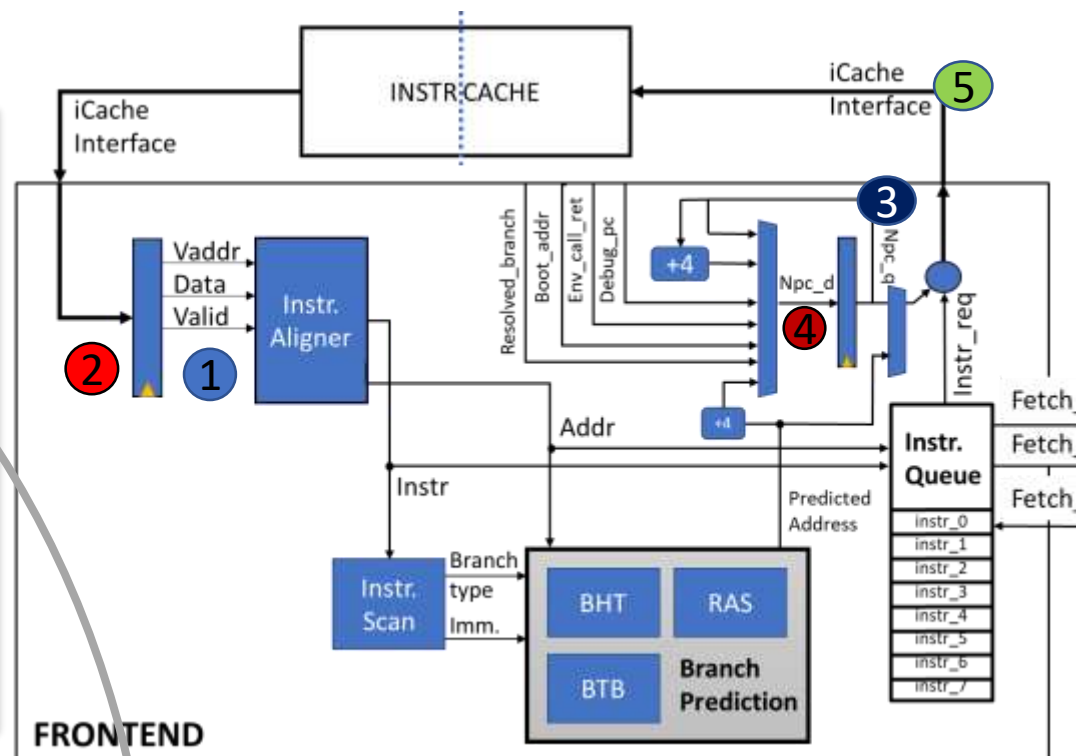 INSTR CACHE
iCache
Interface
5
iCache
Interface
3
Resolved_branch
Boot_addr
Env_call_ret
Debug_pc
+4
Npc_d
Npc_q
4
Instr_req
Vaddr
Data
Valid
2
1
Instr.
Aligner
+4
Addr
Instr
Predicted
Address
Instr.
Queue
instr_0
instr_1
instr_2
instr_3
instr_4
instr_5
instr_6
instr_7
Fetch_
Fetch_
Fetch_
Instr.
Scan
Branch
type
Imm.
BHT
RAS
BTB
Branch
Prediction
FRONTEND